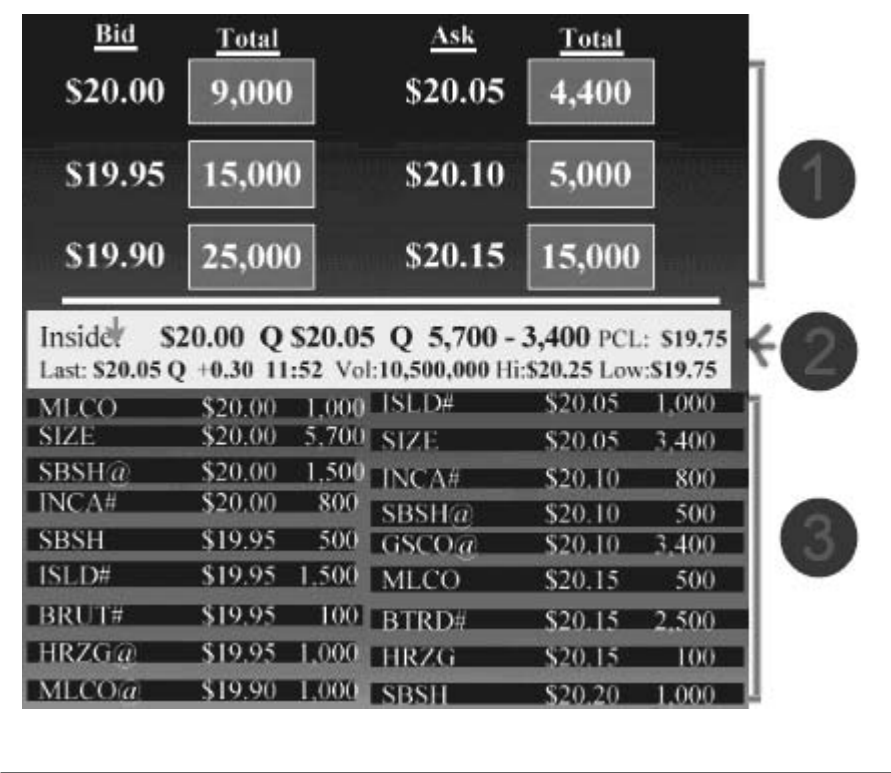 Bid Total Ask Total
$20.00 9,000 $20.05 4,400
$19.95 15,000 $20.10 5,000
$19.90 25,000 $20.15 15,000
1
Inside: $20.00 Q $20.05 Q 5,700 - 3,400 PCL: $19.75
Last: $20.05 Q +0.30 11:52 Vol:10,500,000 Hi:$20.25 Low:$19.75
2
MLCO $20.00 1,000 ISLD# $20.05 1,000
SIZE $20.00 5,700 SIZE $20.05 3,400
SBSH@ $20.00 1,500 INCA# $20.10 800
INCA# $20.00 800 SBSH@ $20.10 500
SBSH $19.95 500 GSCO@ $20.10 3,400
ISLD# $19.95 1,500 MLCO $20.15 500
BRUT# $19.95 100 BTRD# $20.15 2,500
HRZG@ $19.95 1,000 HRZG $20.15 100
MLCO@ $19.90 1,000 SBSH $20.20 1,000
3